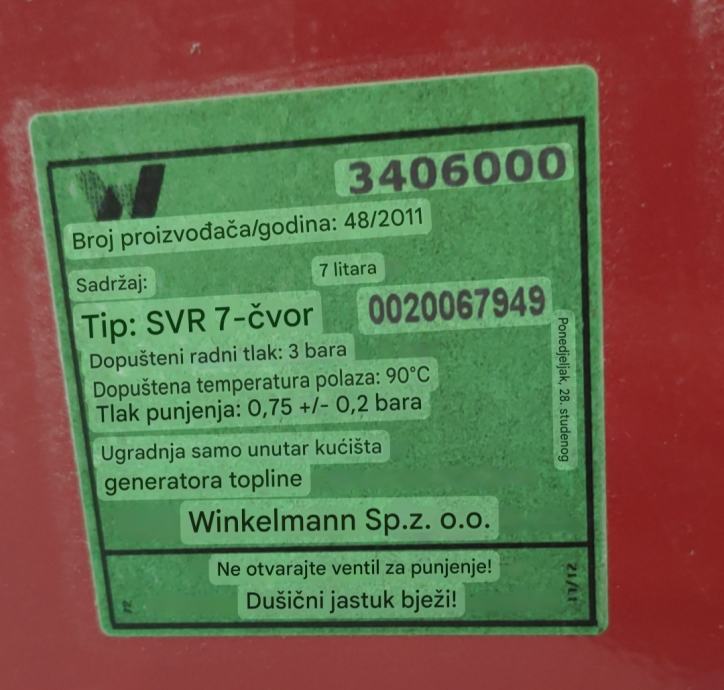 W
3406000
Broj proizvođača/godina: 48/2011
Sadržaj: 7 litara
Tip: SVR 7-čvor 0020067949
Dopušteni radni tlak: 3 bara
Dopuštena temperatura polaza: 90°C
Tlak punjenja: 0,75 +/- 0,2 bara
Ponedjeljak, 28. studenog
Ugradnja samo unutar kućišta
generatora topline
Winkelmann Sp.z. o.o.
Ne otvarajte ventil za punjenje!
Dušični jastuk bježi!